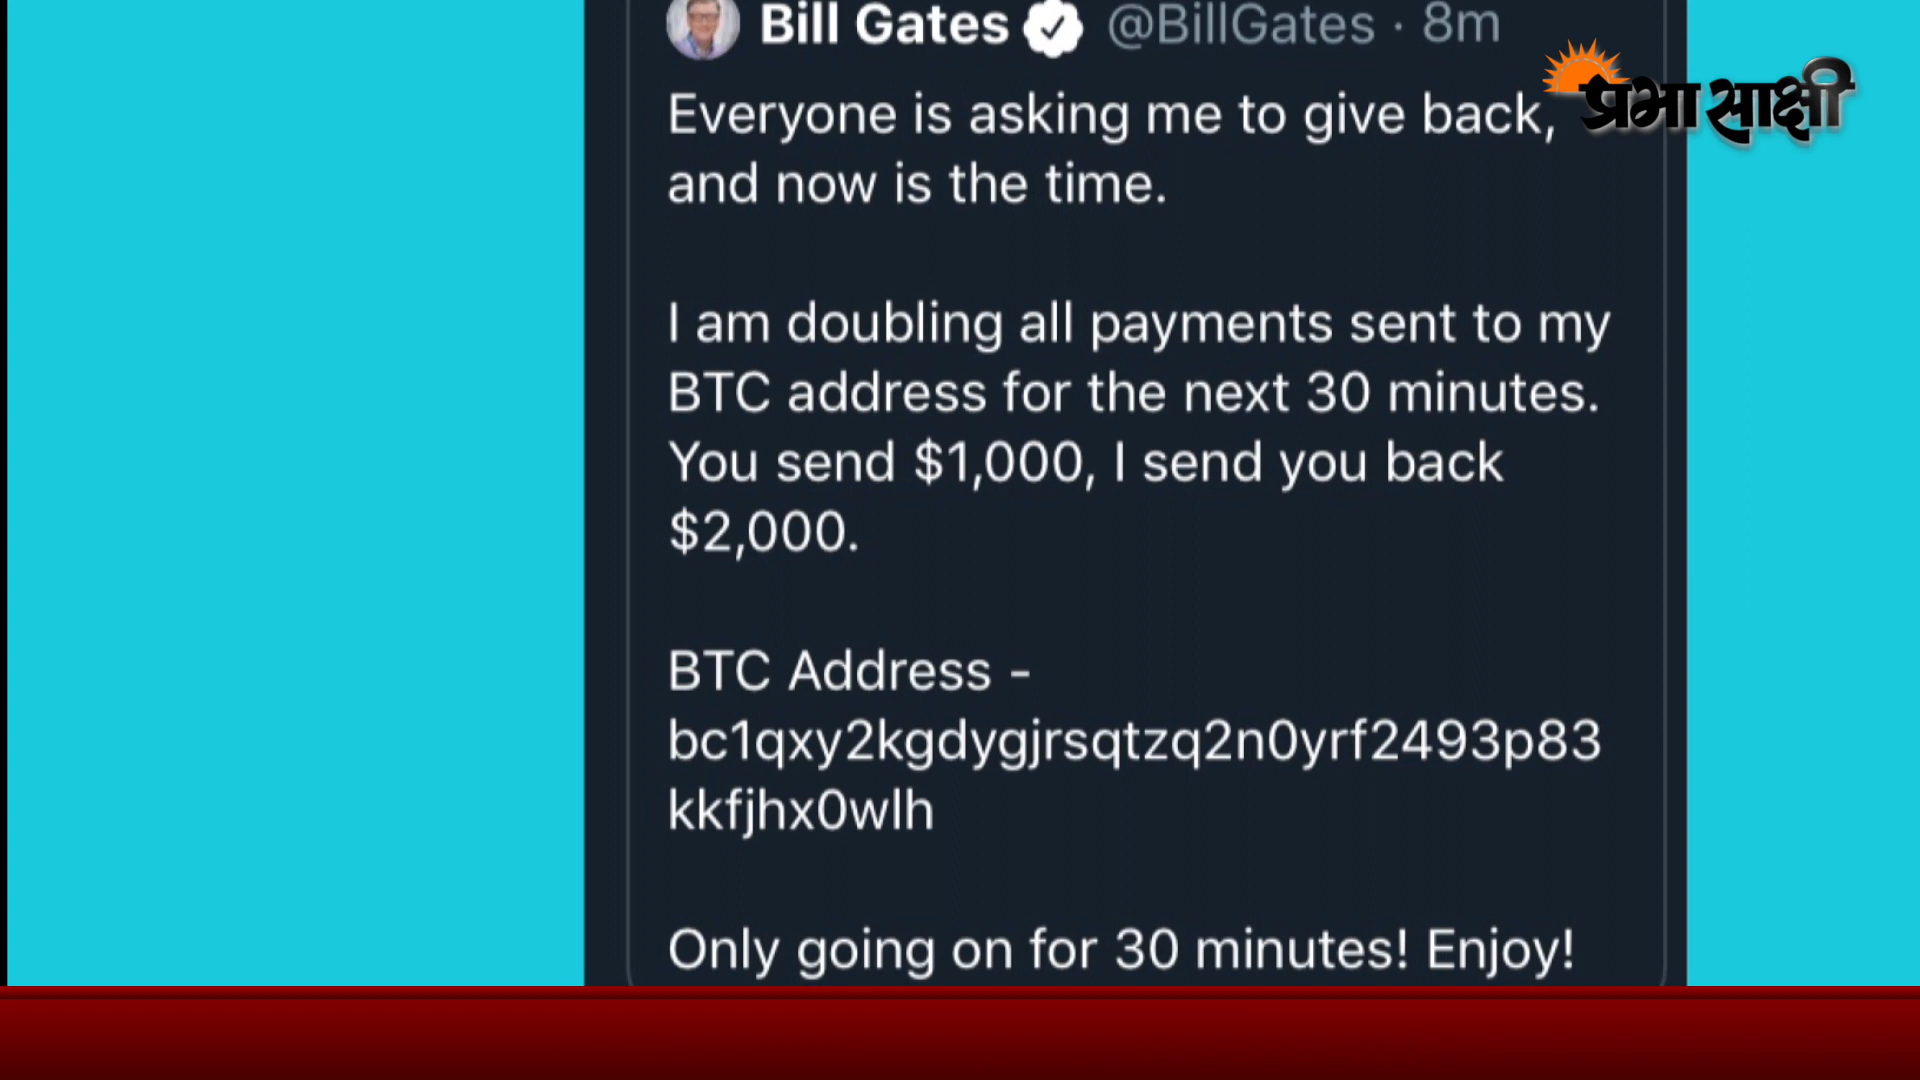 Bill Gates @BillGates · 8m
प्रभासाक्षी
Everyone is asking me to give back,
and now is the time.
I am doubling all payments sent to my
BTC address for the next 30 minutes.
You send $1,000, I send you back
$2,000.
BTC Address -
bc1qxy2kgdygjrsqtzq2n0yrf2493p83
kkfjhx0wlh
Only going on for 30 minutes! Enjoy!